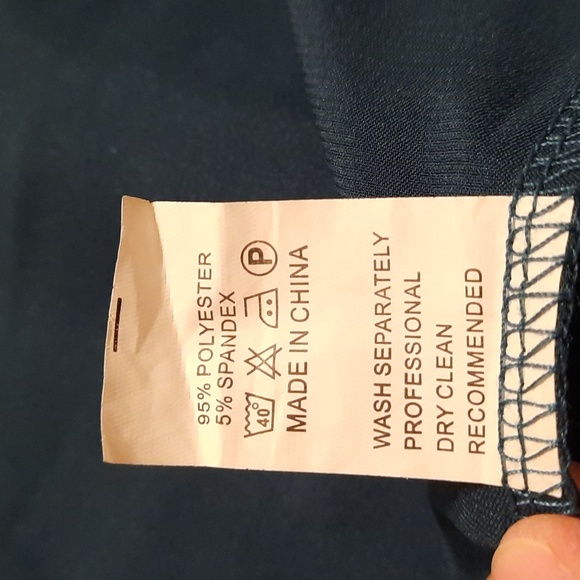 95% POLYESTER
5% SPANDEX
40° P
MADE IN CHINA
WASH SEPARATELY
PROFESSIONAL
DRY CLEAN
RECOMMENDED